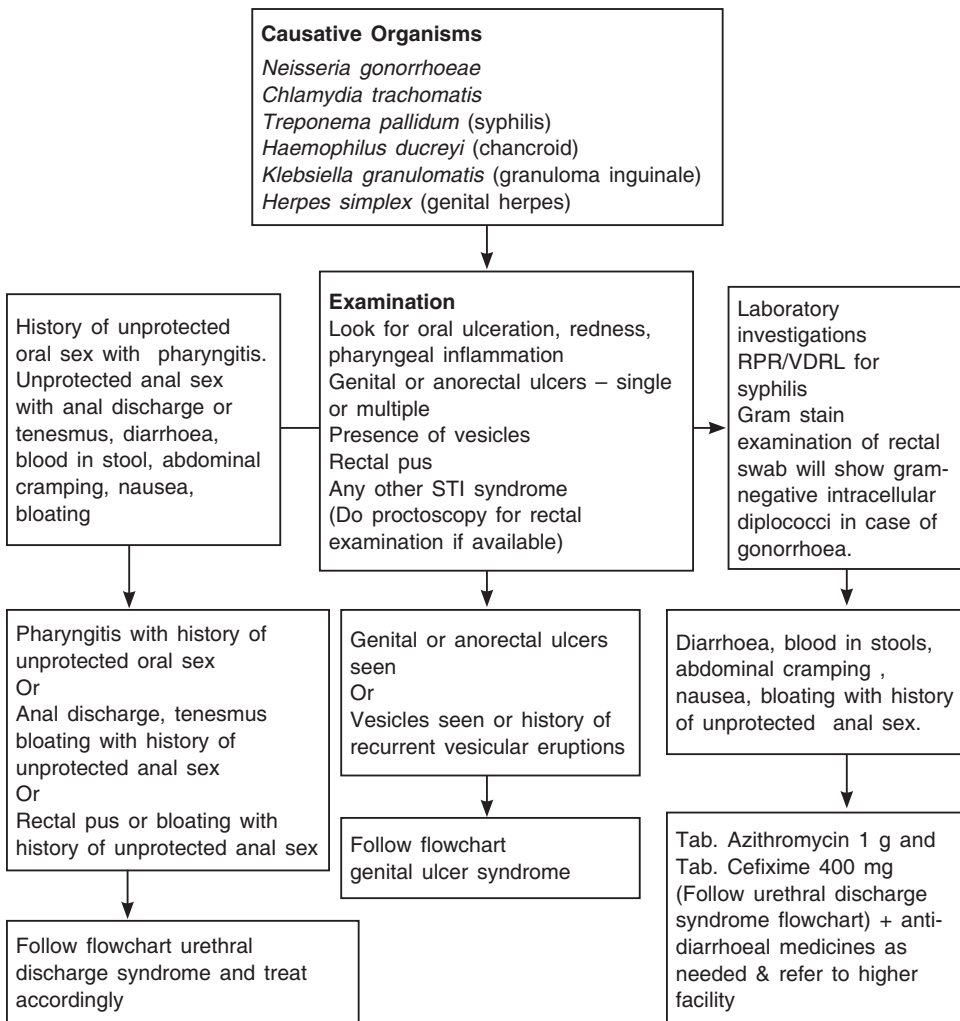 Causative Organisms
Neisseria gonorrhoeae
Chlamydia trachomatis
Treponema pallidum (syphilis)
Haemophilus ducreyi (chancroid)
Klebsiella granulomatis (granuloma inguinale)
Herpes simplex (genital herpes)
History of unprotected
oral sex with pharyngitis.
Unprotected anal sex
with anal discharge or
tenesmus, diarrhoea,
blood in stool, abdominal
cramping, nausea,
bloating
Examination
Look for oral ulceration, redness,
pharyngeal inflammation
Genital or anorectal ulcers – single
or multiple
Presence of vesicles
Rectal pus
Any other STI syndrome
(Do proctoscopy for rectal
examination if available)
Laboratory
investigations
RPR/VDRL for
syphilis
Gram stain
examination of rectal
swab will show gram-
negative intracellular
diplococci in case of
gonorrhoea.
Pharyngitis with history of
unprotected oral sex
Or
Anal discharge, tenesmus
bloating with history of
unprotected anal sex
Or
Rectal pus or bloating with
history of unprotected anal sex
Genital or anorectal ulcers
seen
Or
Vesicles seen or history of
recurrent vesicular eruptions
Diarrhoea, blood in stools,
abdominal cramping ,
nausea, bloating with history
of unprotected anal sex.
Follow flowchart urethral
discharge syndrome and treat
accordingly
Follow flowchart
genital ulcer syndrome
Tab. Azithromycin 1 g and
Tab. Cefixime 400 mg
(Follow urethral discharge
syndrome flowchart) + anti-
diarrhoeal medicines as
needed & refer to higher
facility